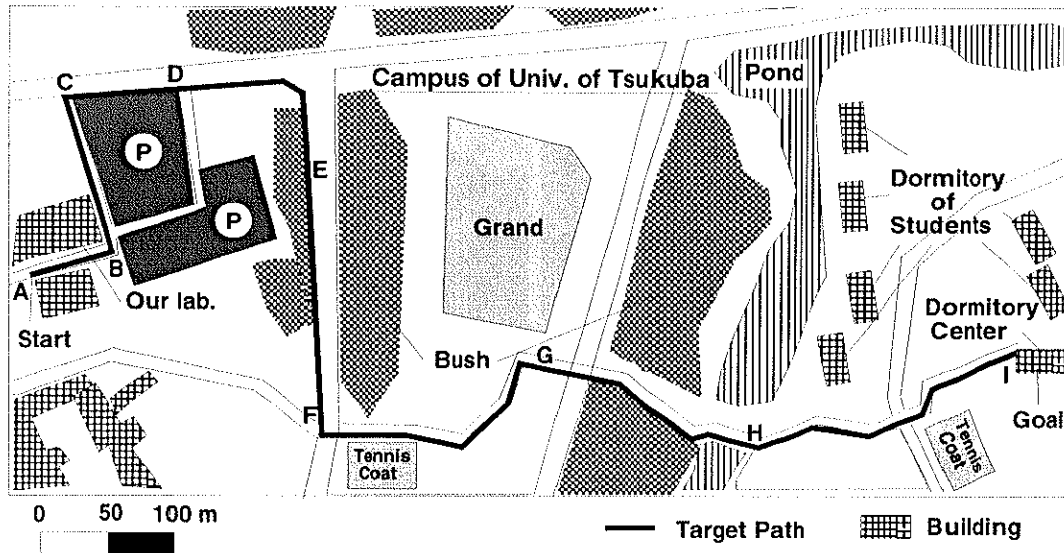 C
D
Campus of Univ. of Tsukuba
Pond
P
E
Dormitory
of
Students
P
Grand
A
B
Our lab.
Dormitory
Center
Start
Bush
G
I
F
H
Goal
Tennis
Coat
Tennis
Coat
0 50 100 m
Target Path
Building